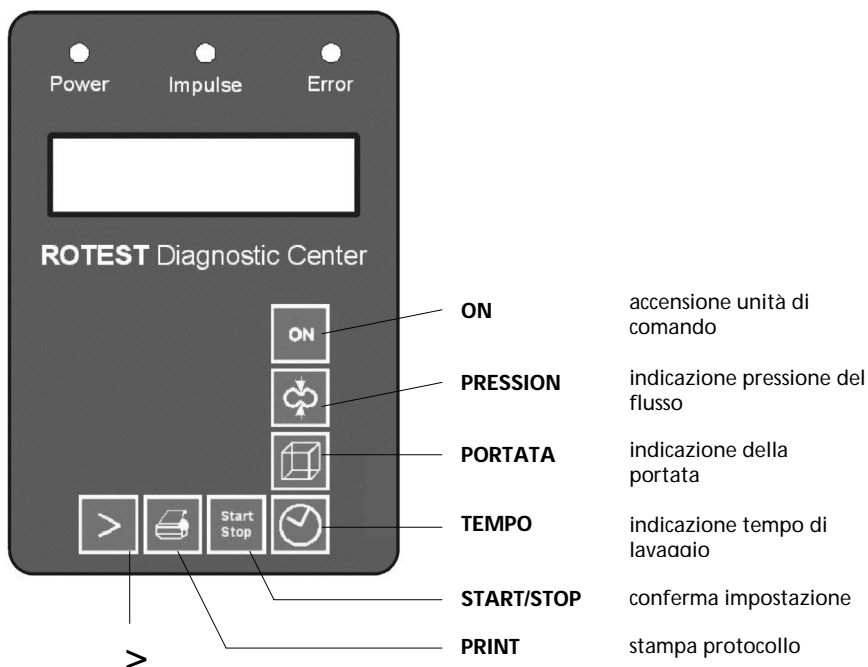 Power Impulse Error
ROTEST Diagnostic Center
ON
Start
Stop
>
>
ON accensione unità di
comando
PRESSION indicazione pressione del
flusso
PORTATA indicazione della
portata
TEMPO indicazione tempo di
lavaggio
START/STOP conferma impostazione
PRINT stampa protocollo